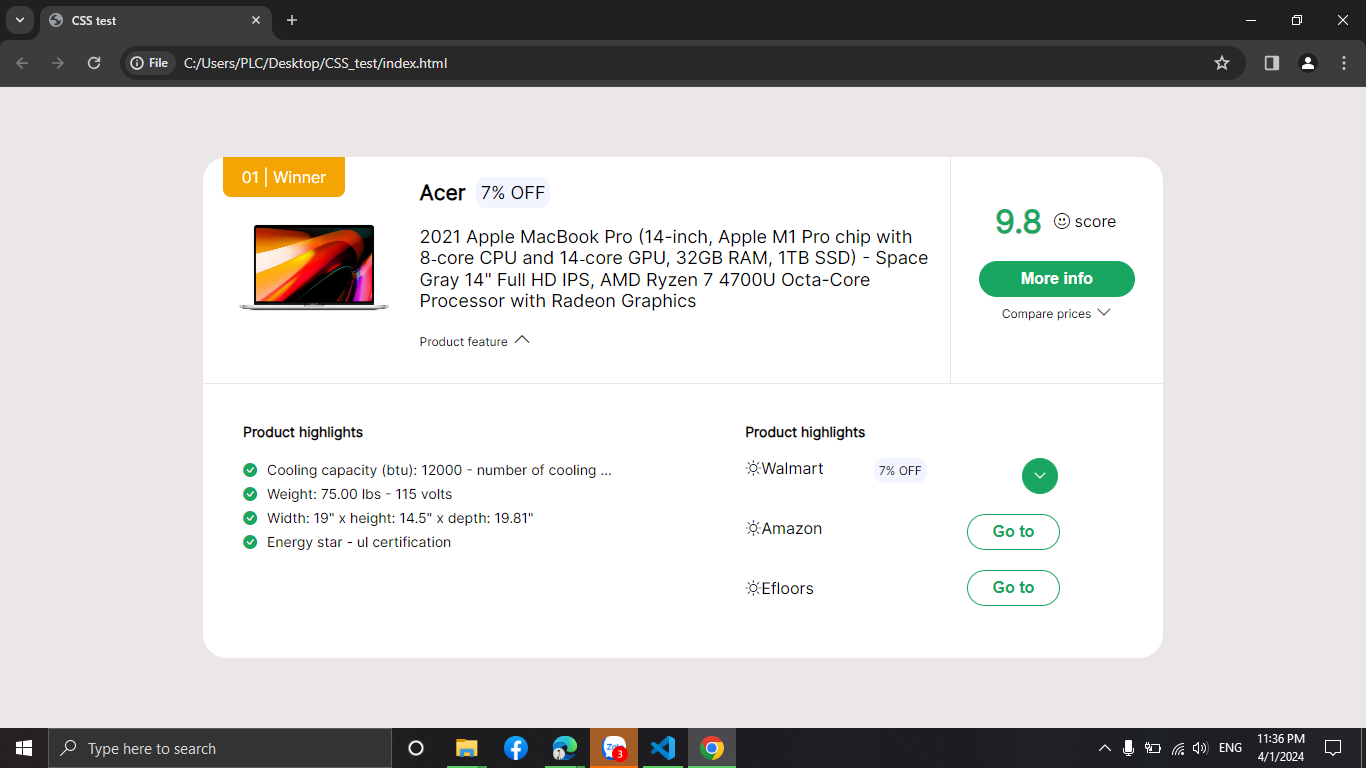 CSS test
File
C:/Users/PLC/Desktop/CSS_test/index.html
01 | Winner
Acer 7% OFF
2021 Apple MacBook Pro (14-inch, Apple M1 Pro chip with
8-core CPU and 14-core GPU, 32GB RAM, 1TB SSD) - Space
Gray 14" Full HD IPS, AMD Ryzen 7 4700U Octa-Core
Processor with Radeon Graphics
Product feature
9.8 score
More info
Compare prices
Product highlights
Cooling capacity (btu): 12000 - number of cooling ...
Weight: 75.00 lbs - 115 volts
Width: 19" x height: 14.5" x depth: 19.81"
Energy star - ul certification
Product highlights
Walmart 7% OFF
Amazon Go to
Efloors Go to
Type here to search
3
ENG
11:36 PM
4/1/2024